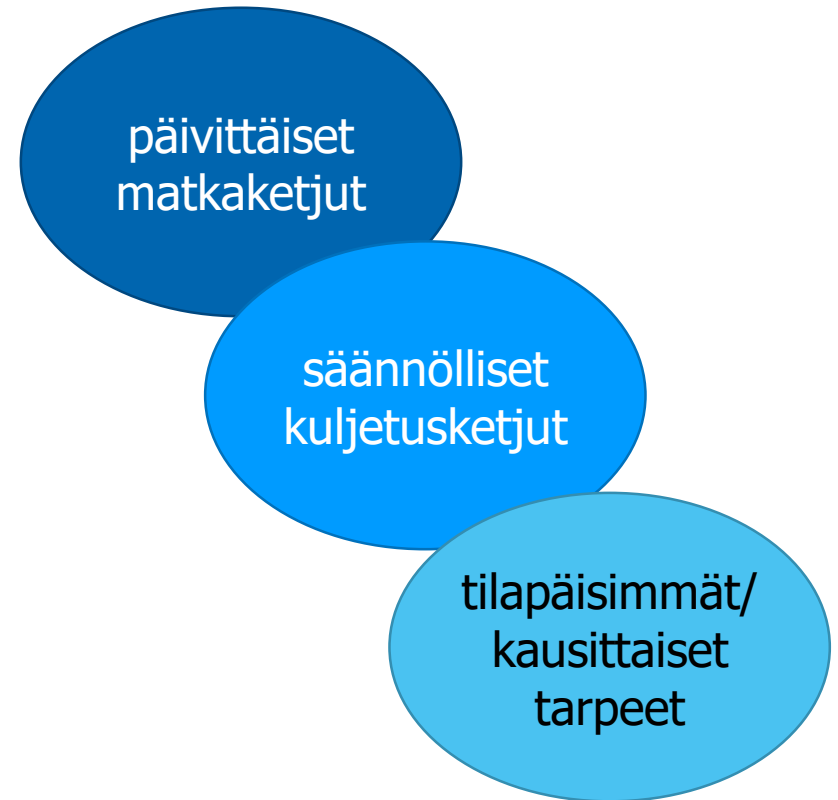 päivittäiset
matkaketjut
säännölliset
kuljetusketjut
tilapäisimmät/
kausittaiset
tarpeet